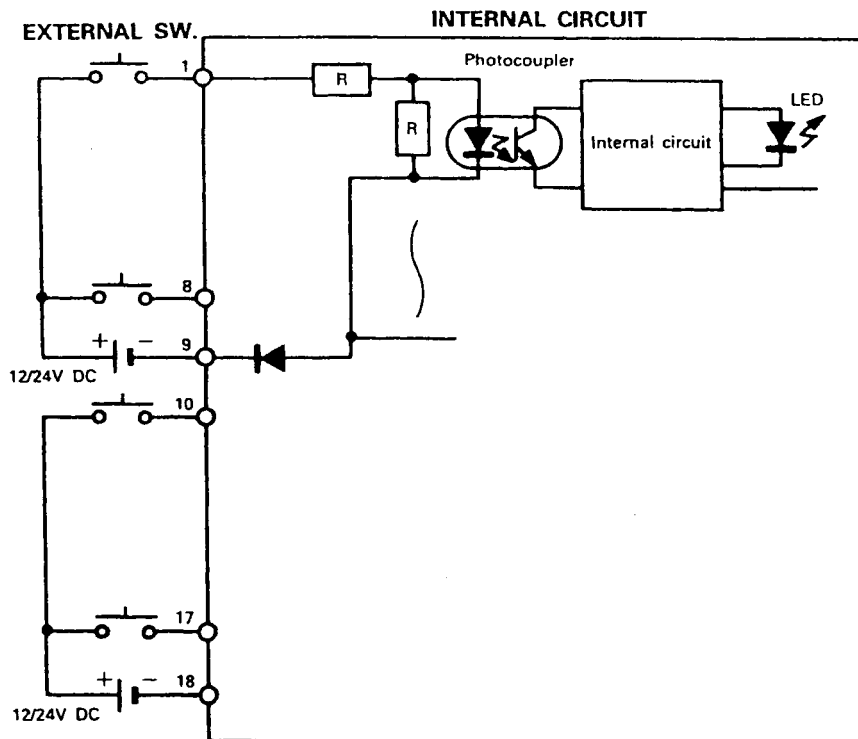 EXTERNAL SW.
INTERNAL CIRCUIT
Photocoupler
1
R
R
Internal circuit
LED
8
+ −
9
12/24V DC
10
17
+ −
18
12/24V DC